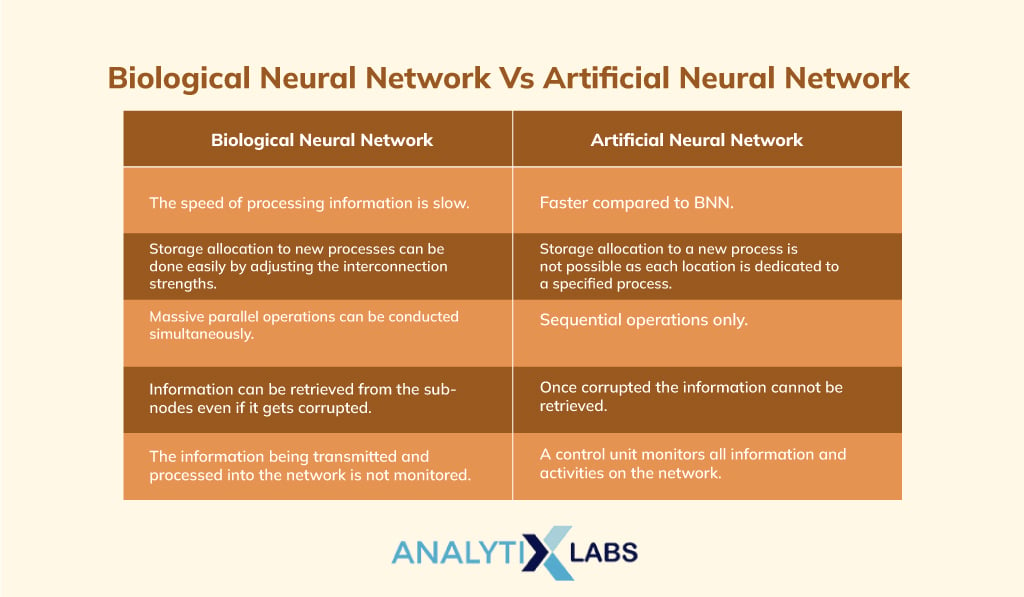 Biological Neural Network Vs Artificial Neural Network
Biological Neural Network
Artificial Neural Network
The speed of processing information is slow.
Faster compared to BNN.
Storage allocation to new processes can be
done easily by adjusting the interconnection
strengths.
Storage allocation to a new process is
not possible as each location is dedicated to
a specified process.
Massive parallel operations can be conducted
simultaneously.
Sequential operations only.
Information can be retrieved from the sub-
nodes even if it gets corrupted.
Once corrupted the information cannot be
retrieved.
The information being transmitted and
processed into the network is not monitored.
A control unit monitors all information and
activities on the network.
ANALYTIX LABS